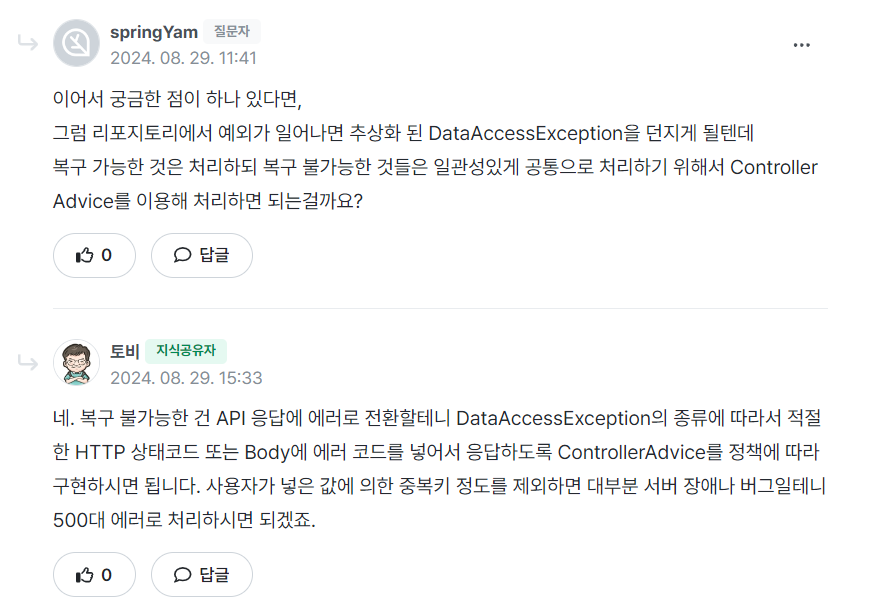 springYam 질문자
2024. 08. 29. 11:41
이어서 궁금한 점이 하나 있다면,
그럼 리포지토리에서 예외가 일어나면 추상화 된 DataAccessException을 던지게 될텐데
복구 가능한 것은 처리하되 복구 불가능한 것들은 일관성있게 공통으로 처리하기 위해서 Controller
Advice를 이용해 처리하면 되는걸까요?
0 답글
토비 지식공유자
2024. 08. 29. 15:33
네. 복구 불가능한 건 API 응답에 에러로 전환할테니 DataAccessException의 종류에 따라서 적절
한 HTTP 상태코드 또는 Body에 에러 코드를 넣어서 응답하도록 ControllerAdvice를 정책에 따라
구현하시면 됩니다. 사용자가 넣은 값에 의한 중복키 정도를 제외하면 대부분 서버 장애나 버그일테니
500대 에러로 처리하시면 되겠죠.
0 답글